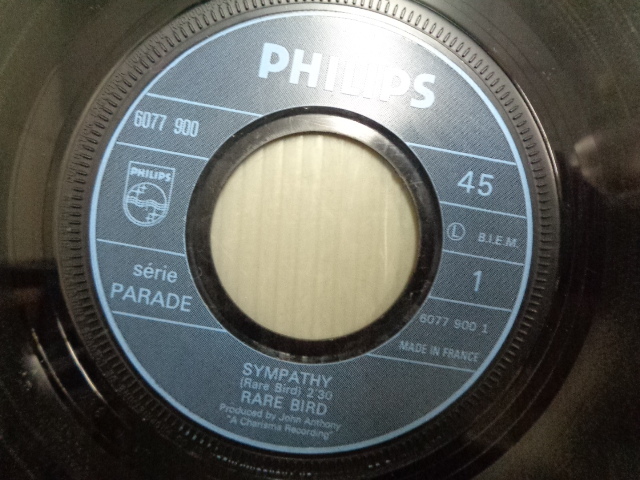 PHILIPS
6077 900
PHILIPS
série
PARADE
45
L B.I.E.M.
1
6077 900 1
MADE IN FRANCE
SYMPATHY
(Rare Bird) 2'30
RARE BIRD
Produced by John Anthony
"A Charisma Recording"